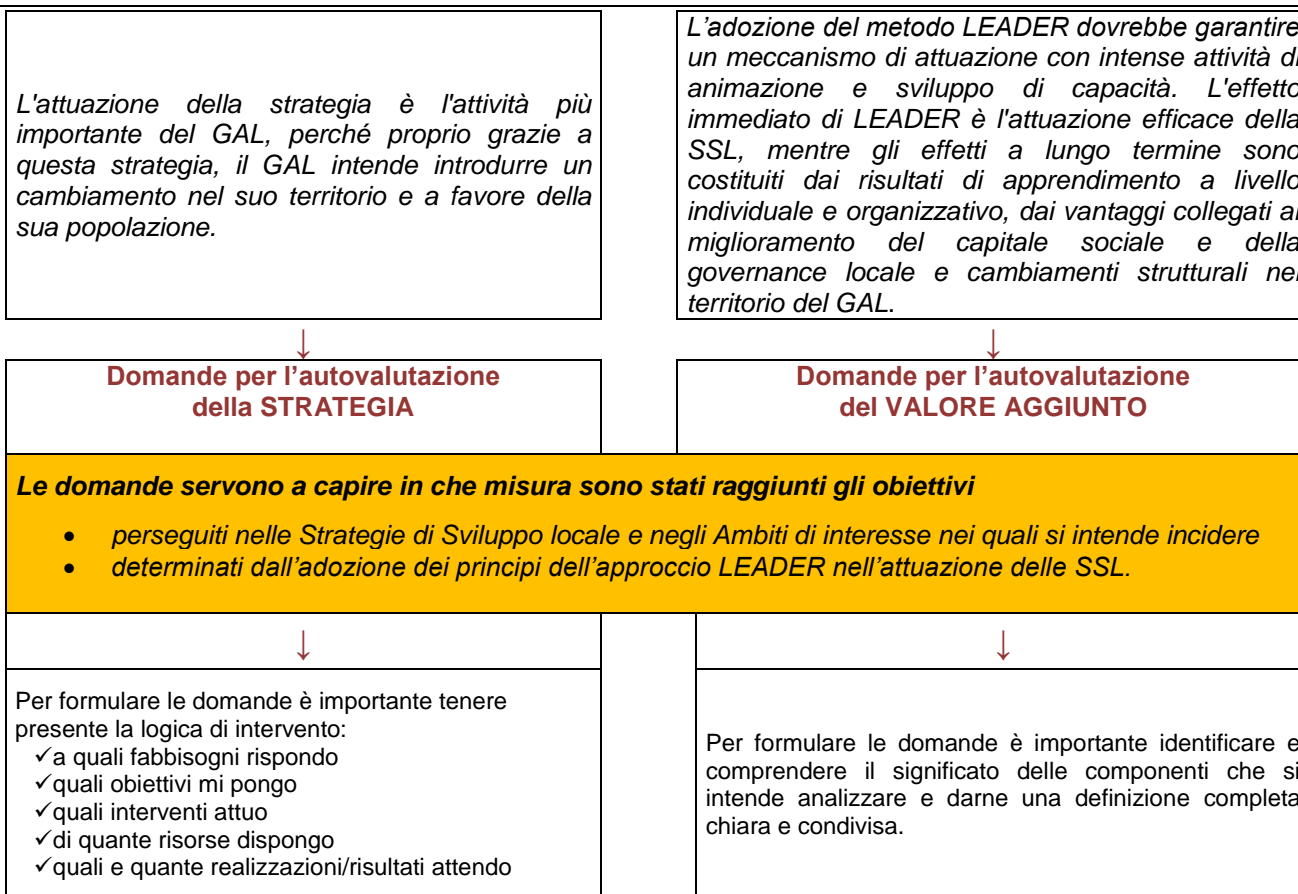 L'attuazione della strategia è l'attività più
importante del GAL, perché proprio grazie a
questa strategia, il GAL intende introdurre un
cambiamento nel suo territorio e a favore della
sua popolazione.
L'adozione del metodo LEADER dovrebbe garantire
un meccanismo di attuazione con intense attività di
animazione e sviluppo di capacità. L'effetto
immediato di LEADER è l'attuazione efficace della
SSL, mentre gli effetti a lungo termine sono
costituiti dai risultati di apprendimento a livello
individuale e organizzativo, dai vantaggi collegati al
miglioramento del capitale sociale e della
governance locale e cambiamenti strutturali nel
territorio del GAL.
↓
↓
Domande per l'autovalutazione
della STRATEGIA
Domande per l'autovalutazione
del VALORE AGGIUNTO
Le domande servono a capire in che misura sono stati raggiunti gli obiettivi
• perseguiti nelle Strategie di Sviluppo locale e negli Ambiti di interesse nei quali si intende incidere
• determinati dall'adozione dei principi dell'approccio LEADER nell'attuazione delle SSL.
↓
↓
Per formulare le domande è importante tenere
presente la logica di intervento:
✓a quali fabbisogni rispondo
✓quali obiettivi mi pongo
✓quali interventi attuo
✓di quante risorse dispongo
✓quali e quante realizzazioni/risultati attendo
Per formulare le domande è importante identificare e
comprendere il significato delle componenti che si
intende analizzare e darne una definizione completa
chiara e condivisa.